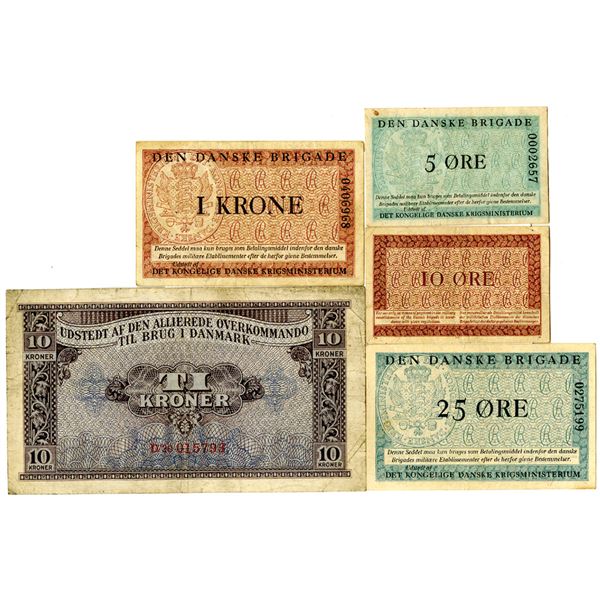 DEN DANSKE BRIGADE
1 KRONE
0406968
Denne Seddel maa kun bruges som Betalingsmiddel indenfor den danske
Brigades militære Etablissementer efter de herfor givne Bestemmelser.
Udstedt af
DET KONGELIGE DANSKE KRIGSMINISTERIUM
DEN DANSKE BRIGADE
5 ØRE
0002657
Denne Seddel maa kun bruges som Betalingsmiddel indenfor den danske
Brigades militære Etablissementer efter de herfor givne Bestemmelser.
Udstedt af
DET KONGELIGE DANSKE KRIGSMINISTERIUM
10 ØRE
DEN DANSKE BRIGADE
25 ØRE
0275199
Denne Seddel maa kun bruges som Betalingsmiddel indenfor den danske
Brigades militære Etablissementer efter de herfor givne Bestemmelser.
Udstedt af
DET KONGELIGE DANSKE KRIGSMINISTERIUM
10 KRONER
10 KRONER
UDSTEDT AF DEN ALLIEREDE OVERKOMMANDO
TIL BRUG I DANMARK
TI
KRONER
10 KRONER
10 KRONER